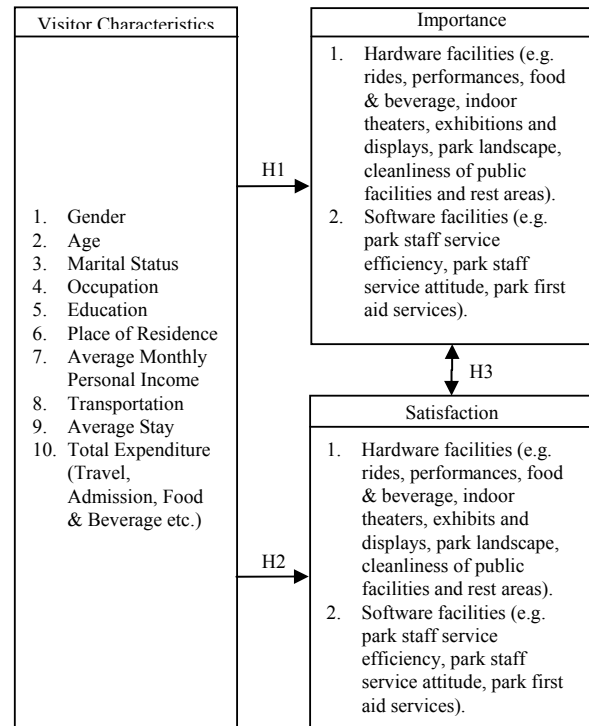 Visitor Characteristics
1. Gender
2. Age
3. Marital Status
4. Occupation
5. Education
6. Place of Residence
7. Average Monthly
Personal Income
8. Transportation
9. Average Stay
10. Total Expenditure
(Travel,
Admission, Food
& Beverage etc.)
H1
H2
Importance
1. Hardware facilities (e.g.
rides, performances, food
& beverage, indoor
theaters, exhibitions and
displays, park landscape,
cleanliness of public
facilities and rest areas).
2. Software facilities (e.g.
park staff service
efficiency, park staff
service attitude, park first
aid services).
H3
Satisfaction
1. Hardware facilities (e.g.
rides, performances, food
& beverage, indoor
theaters, exhibits and
displays, park landscape,
cleanliness of public
facilities and rest areas).
2. Software facilities (e.g.
park staff service
efficiency, park staff
service attitude, park first
aid services).